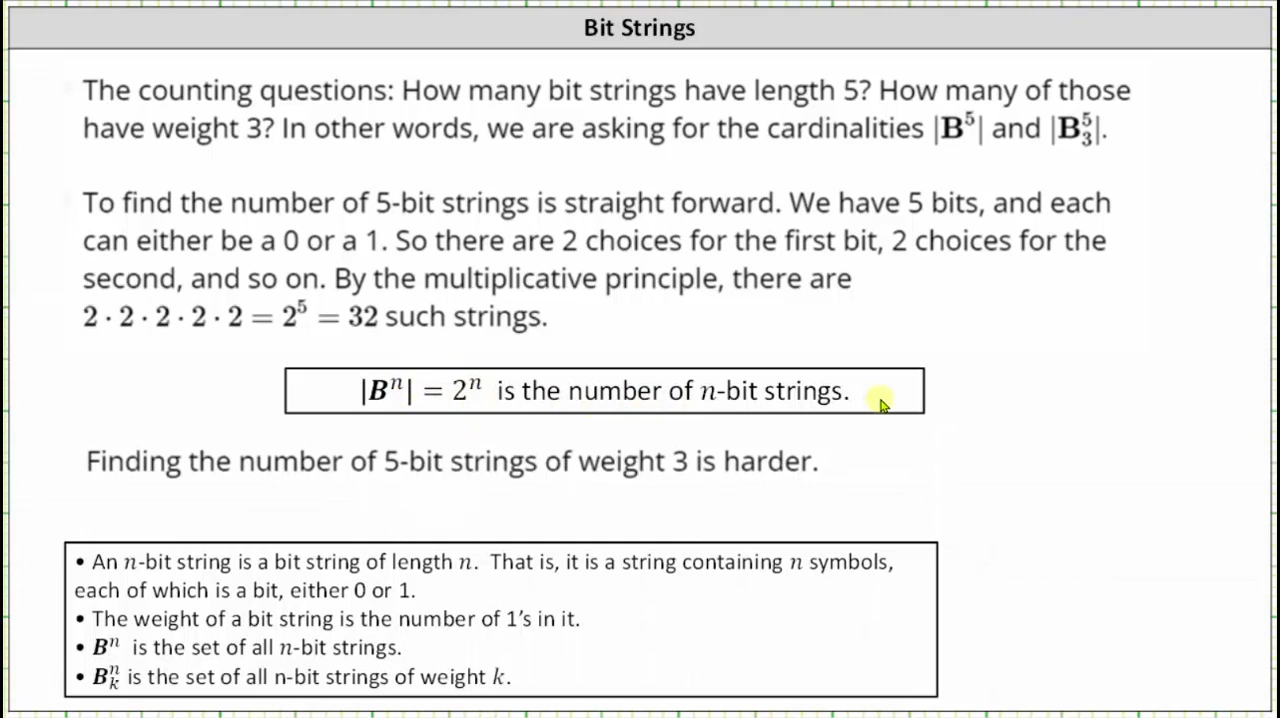 Bit Strings
The counting questions: How many bit strings have length 5? How many of those
have weight 3? In other words, we are asking for the cardinalities |𝐁⁵| and |𝐁₃⁵|.
To find the number of 5-bit strings is straight forward. We have 5 bits, and each
can either be a 0 or a 1. So there are 2 choices for the first bit, 2 choices for the
second, and so on. By the multiplicative principle, there are
2 · 2 · 2 · 2 · 2 = 2⁵ = 32 such strings.
|𝑩ⁿ| = 2ⁿ is the number of 𝑛-bit strings.
Finding the number of 5-bit strings of weight 3 is harder.
• An 𝑛-bit string is a bit string of length 𝑛. That is, it is a string containing 𝑛 symbols,
each of which is a bit, either 0 or 1.
• The weight of a bit string is the number of 1’s in it.
• 𝑩ⁿ is the set of all 𝑛-bit strings.
• 𝑩ₖⁿ is the set of all n-bit strings of weight 𝑘.